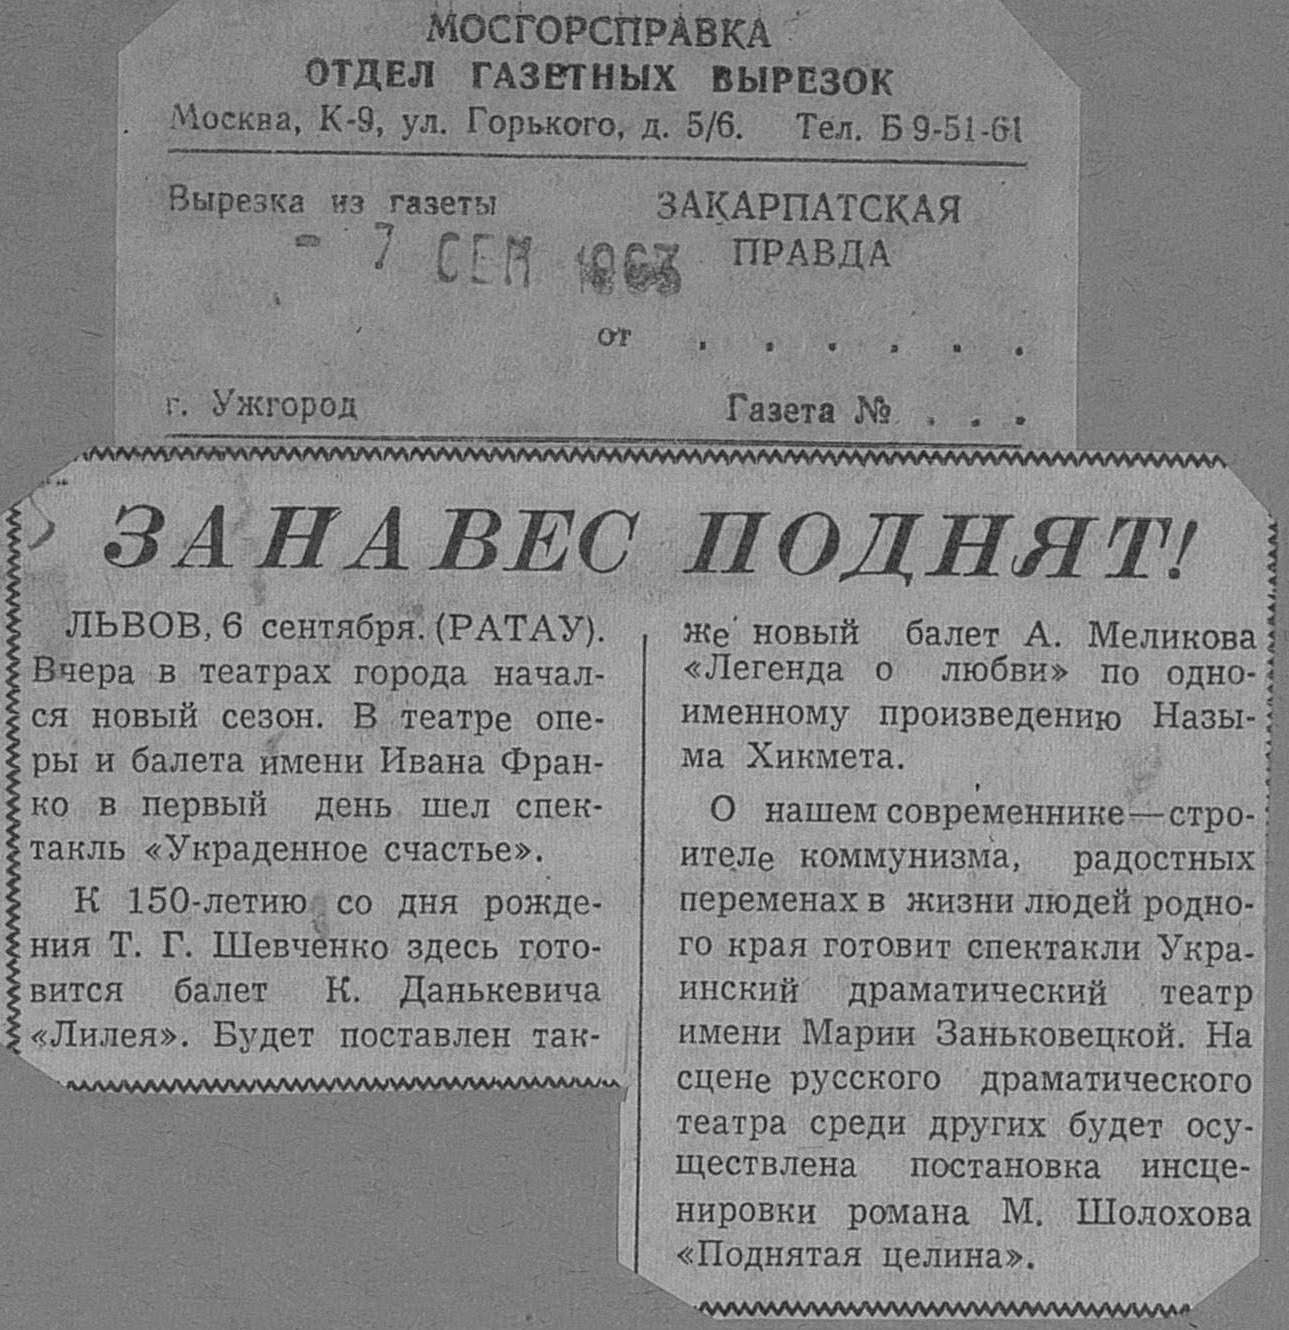 МОСГОРСПРАВКА
ОТДЕЛ ГАЗЕТНЫХ ВЫРЕЗОК
Москва, К-9, ул. Горького, д. 5/6. Тел. Б 9-51-61
Вырезка из газеты ЗАКАРПАТСКАЯ
ПРАВДА
- 7 СЕН 1963
от . . . . . .
г. Ужгород Газета № . . .
ЗАНАВЕС ПОДНЯТ!
ЛЬВОВ, 6 сентября. (РАТАУ).
Вчера в театрах города начал-
ся новый сезон. В театре опе-
ры и балета имени Ивана Фран-
ко в первый день шел спек-
такль «Украденное счастье».
К 150-летию со дня рожде-
ния Т. Г. Шевченко здесь гото-
вится балет К. Данькевича
«Лилея». Будет поставлен так-
же новый балет А. Меликова
«Легенда о любви» по одно-
именному произведению Назы-
ма Хикмета.
О нашем современнике—стро-
ителе коммунизма, радостных
переменах в жизни людей родно-
го края готовит спектакли Укра-
инский драматический театр
имени Марии Заньковецкой. На
сцене русского драматического
театра среди других будет осу-
ществлена постановка инсце-
нировки романа М. Шолохова
«Поднятая целина».